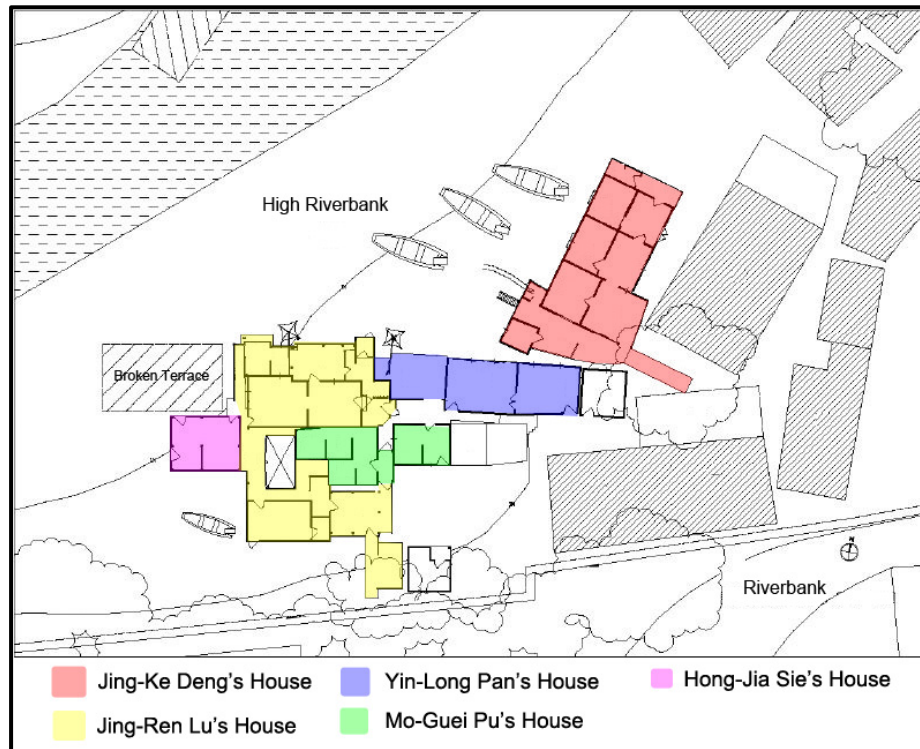 High Riverbank
Broken Terrace
Riverbank
Jing-Ke Deng's House
Yin-Long Pan's House
Hong-Jia Sie's House
Jing-Ren Lu's House
Mo-Guei Pu's House